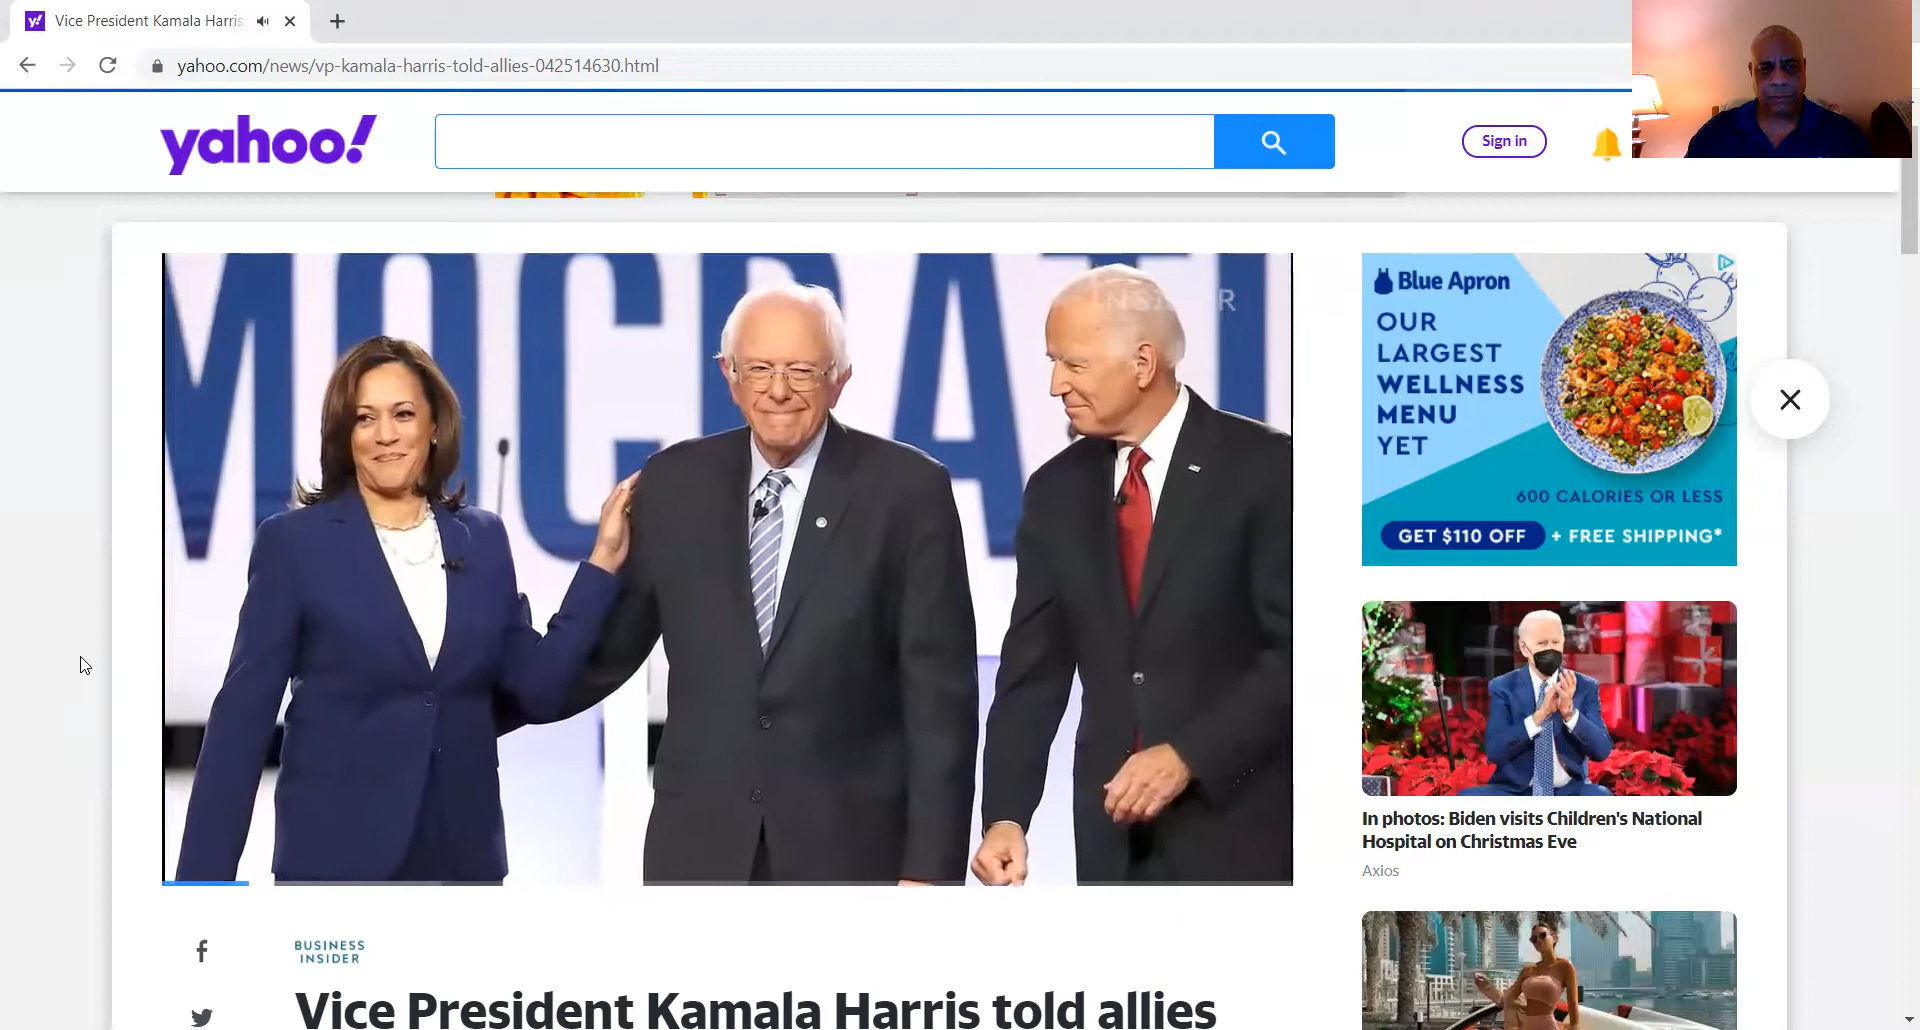 Vice President Kamala Harris
yahoo.com/news/vp-kamala-harris-told-allies-042514630.html
yahoo!
Sign in
MOCRATI
INSIDER
Blue Apron
OUR
LARGEST
WELLNESS
MENU
YET
600 CALORIES OR LESS
GET $110 OFF + FREE SHIPPING*
In photos: Biden visits Children's National
Hospital on Christmas Eve
Axios
BUSINESS
INSIDER
Vice President Kamala Harris told allies